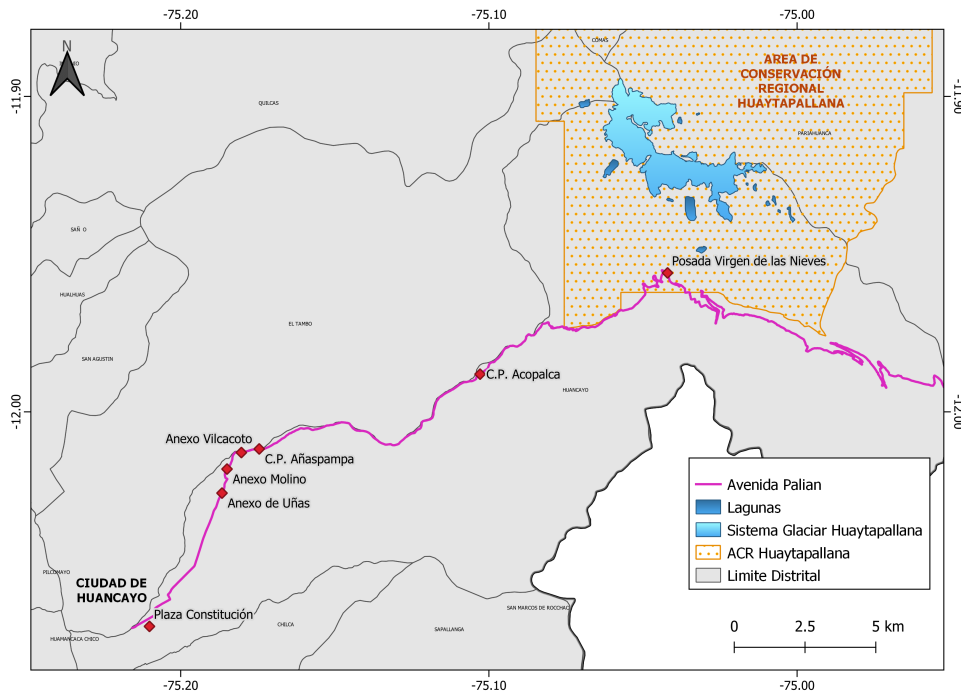 -75.20
-75.10
-75.00
N
COMAS
AREA DE
CONSERVACIÓN
REGIONAL
HUAYTAPALLANA
-11.90
-11.90
QUILCAS
PARIAHUANCA
SAÑ O
Posada Virgen de las Nieves
HUALHUAS
EL TAMBO
SAN AGUSTIN
C.P. Acopalca
HUANCAYO
-12.00
-12.00
Anexo Vilcacoto
C.P. Añaspampa
Anexo Molino
Anexo de Uñas
Avenida Palian
Lagunas
Sistema Glaciar Huaytapallana
ACR Huaytapallana
Limite Distrital
PILCOMAYO
CIUDAD DE
HUANCAYO
Plaza Constitución
SAN MARCOS DE ROCCHAC
CHILCA
SAPALLANGA
HUAMANCACA CHICO
0
2.5
5 km
-75.20
-75.10
-75.00